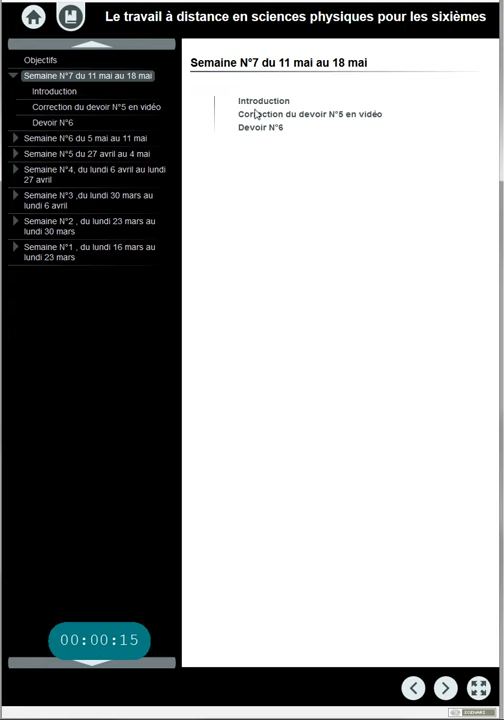 Le travail à distance en sciences physiques pour les sixièmes
Objectifs
Semaine N°7 du 11 mai au 18 mai
Introduction
Correction du devoir N°5 en vidéo
Devoir N°6
Semaine N°6 du 5 mai au 11 mai
Semaine N°5 du 27 avril au 4 mai
Semaine N°4, du lundi 6 avril au lundi
27 avril
Semaine N°3 ,du lundi 30 mars au
lundi 6 avril
Semaine N°2 , du lundi 23 mars au
lundi 30 mars
Semaine N°1 , du lundi 16 mars au
lundi 23 mars
Semaine N°7 du 11 mai au 18 mai
Introduction
Correction du devoir N°5 en vidéo
Devoir N°6
00:00:15